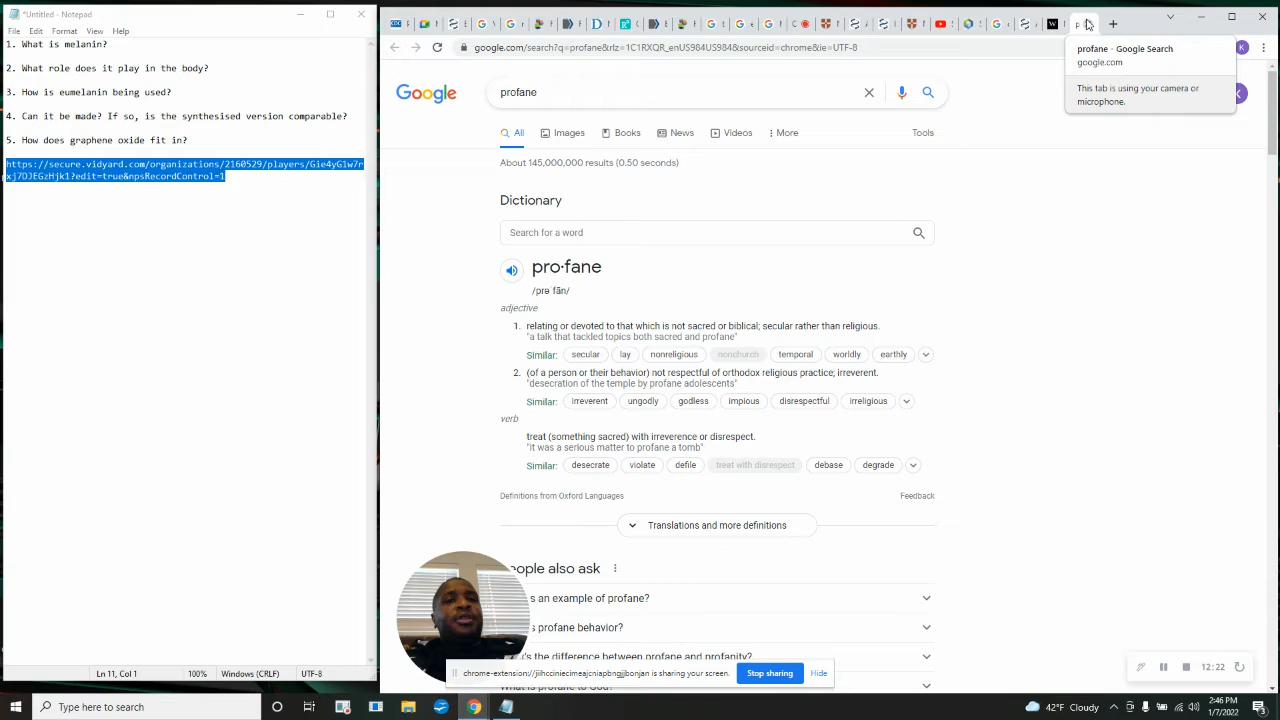 *Untitled - Notepad
File Edit Format View Help
1. What is melanin?
2. What role does it play in the body?
3. How is eumelanin being used?
4. Can it be made? If so, is the synthesised version comparable?
5. How does graphene oxide fit in?
https://secure.vidyard.com/organizations/2160529/players/Gie4yG1w7r
xj7DJEGzHjk1?edit=true&npsRecordControl=1
Ln 11, Col 1 100% Windows (CRLF) UTF-8
google.com/search?q=profane&rlz=1C1RXQR_enUS984US984&sourceid=chrome&ie=UTF-8
profane - Google Search
google.com
This tab is using your camera or
microphone.
K
K
Google
profane
All Images Books News Videos More Tools
About 145,000,000 results (0.50 seconds)
Dictionary
Search for a word
pro·fane
/prəˈfān/
adjective
1. relating or devoted to that which is not sacred or biblical; secular rather than religious.
"a talk that tackled topics both sacred and profane"
Similar: secular lay nonreligious nonchurch temporal worldly earthly
2. (of a person or their behavior) not respectful of orthodox religious practice; irreverent.
"desecration of the temple by profane adolescents"
Similar: irreverent ungodly godless impious disrespectful irreligious
verb
treat (something sacred) with irreverence or disrespect.
"it was a serious matter to profane a tomb"
Similar: desecrate violate defile treat with disrespect debase degrade
Definitions from Oxford Languages Feedback
Translations and more definitions
eople also ask
s an example of profane?
s profane behavior?
's the difference between profane and profanity?
What is profane to God?
chrome-extension://jiihcniciimeajcniapbngjjbonjan is sharing your screen. Stop sharing Hide
12:22
Type here to search
42°F Cloudy
2:46 PM
1/7/2022
3